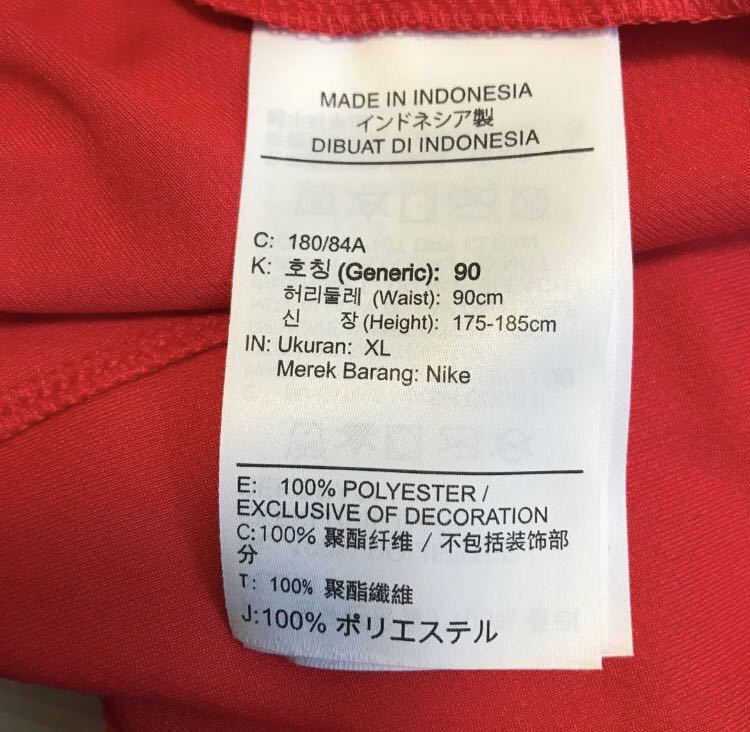 MADE IN INDONESIA
インドネシア製
DIBUAT DI INDONESIA
C: 180/84A
K: 호칭 (Generic): 90
허리둘레 (Waist): 90cm
신 장 (Height): 175-185cm
IN: Ukuran: XL
Merek Barang: Nike
E: 100% POLYESTER /
EXCLUSIVE OF DECORATION
C:100% 聚酯纤维 / 不包括装饰部
分
T: 100% 聚酯纖維
J:100% ポリエステル